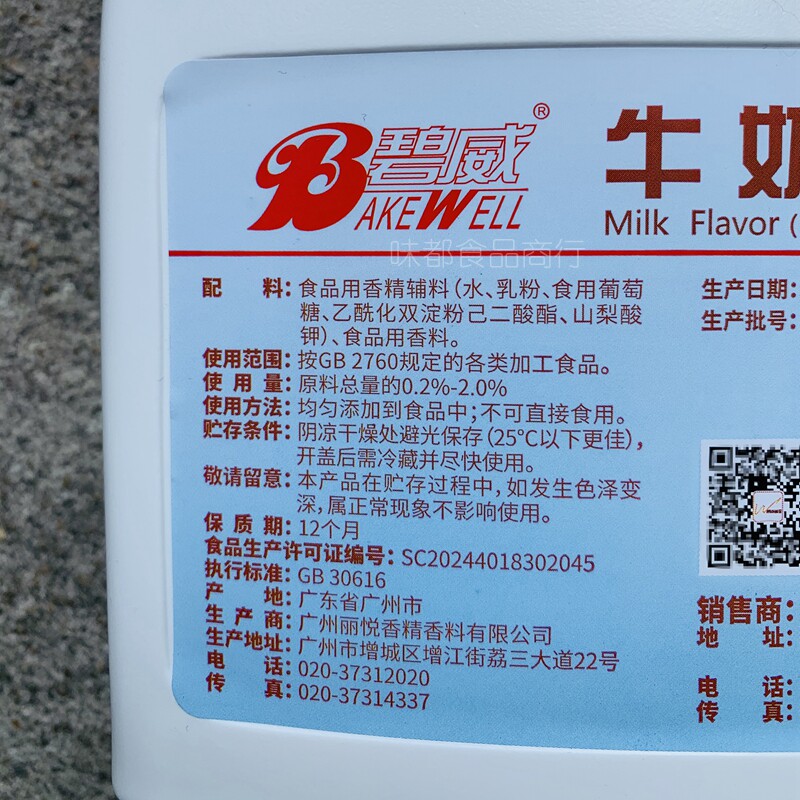 碧威®
BAKEWELL
牛奶
Milk Flavor (
味都食品商行
配料：食品用香精辅料（水、乳粉、食用葡萄
糖、乙酰化双淀粉己二酸酯、山梨酸
钾）、食品用香料。
使用范围：按GB 2760规定的各类加工食品。
使用量：原料总量的0.2%-2.0%
使用方法：均匀添加到食品中；不可直接食用。
贮存条件：阴凉干燥处避光保存（25℃以下更佳），
开盖后需冷藏并尽快使用。
敬请留意：本产品在贮存过程中，如发生色泽变
深，属正常现象不影响使用。
保质期：12个月
食品生产许可证编号：SC20244018302045
执行标准：GB 30616
产地：广东省广州市
生产商：广州丽悦香精香料有限公司
生产地址：广州市增城区增江街荔三大道22号
电话：020-37312020
传真：020-37314337
生产日期：
生产批号：
销售商：
地址：
电话：
传真：